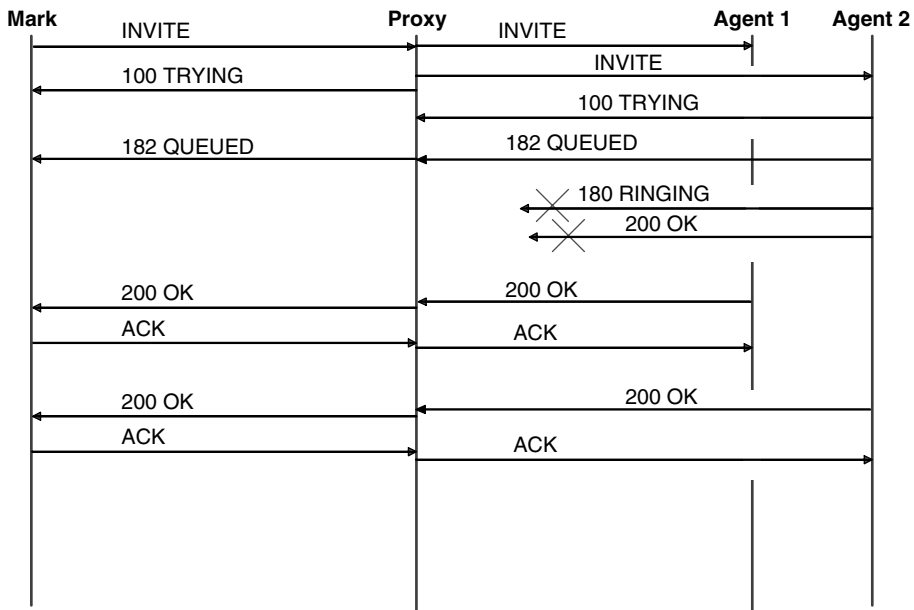 Mark Proxy Agent 1 Agent 2
INVITE INVITE
INVITE
100 TRYING
100 TRYING
182 QUEUED 182 QUEUED
180 RINGING
200 OK
200 OK 200 OK
ACK ACK
200 OK 200 OK
ACK ACK